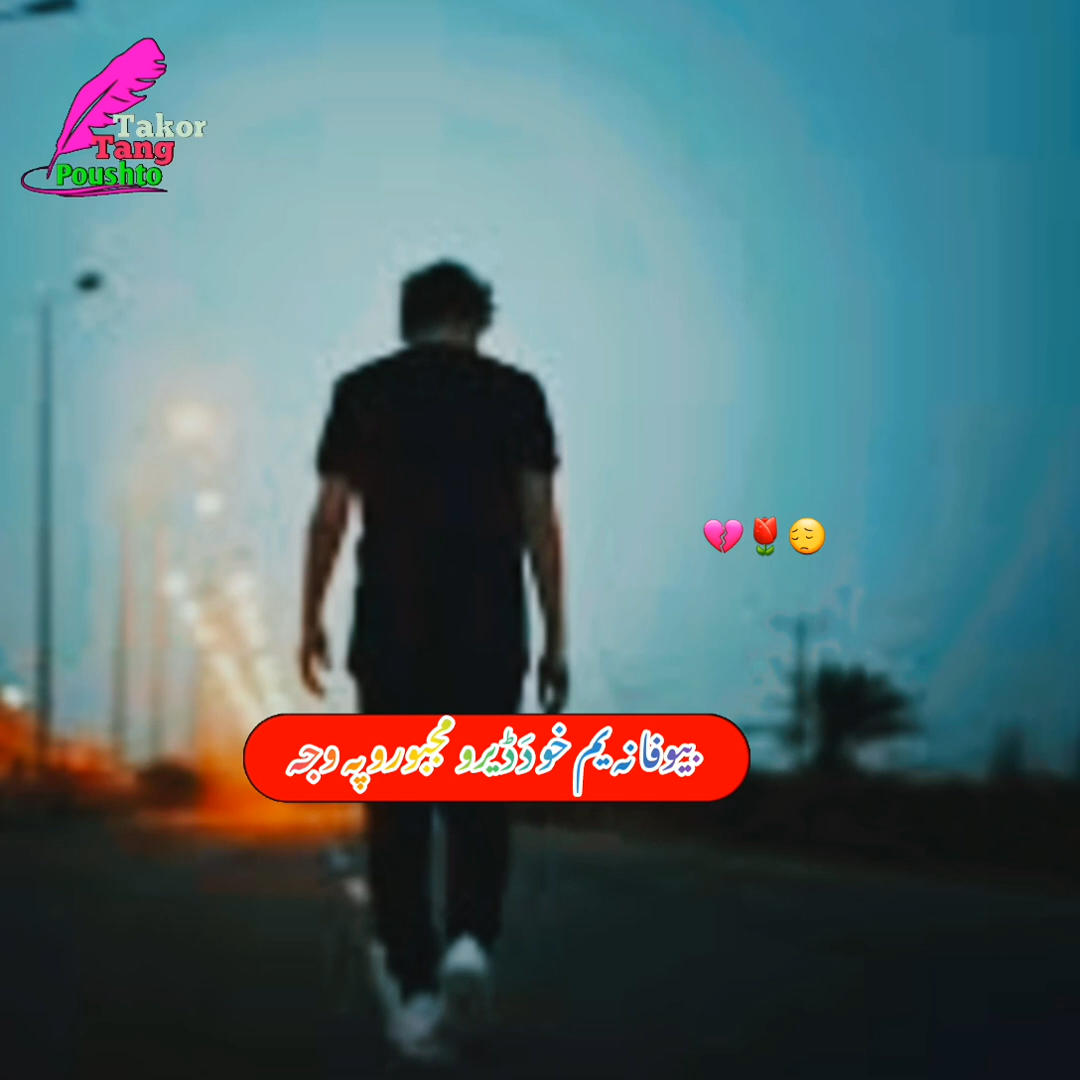 Takor
Tang
Poushto
💔🌷😔
بیوفا نہ یم خو دَ ڈیرو مجبورو پہ وجہ